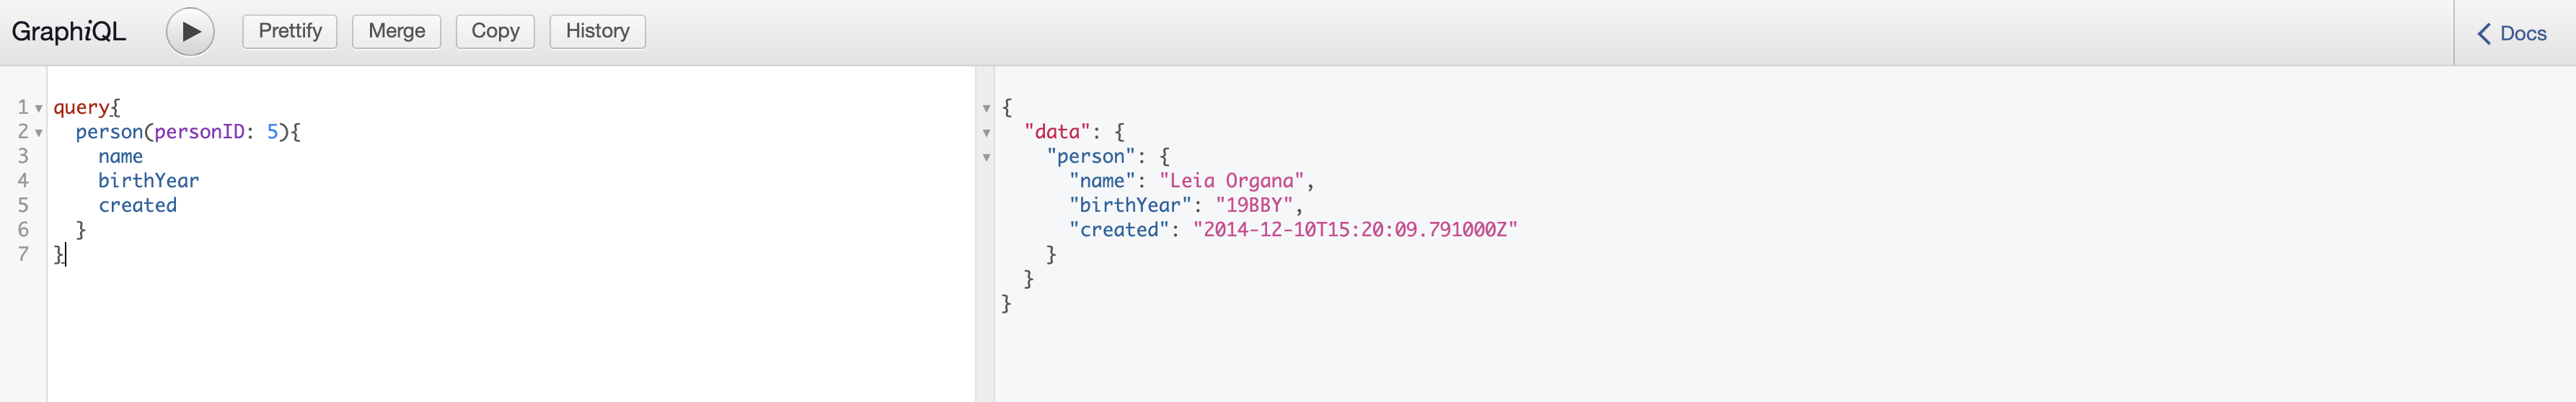 GraphiQL Prettify Merge Copy History Docs
1 query{
2 person(personID: 5){
3 name
4 birthYear
5 created
6 }
7 }
{
"data": {
"person": {
"name": "Leia Organa",
"birthYear": "19BBY",
"created": "2014-12-10T15:20:09.791000Z"
}
}
}